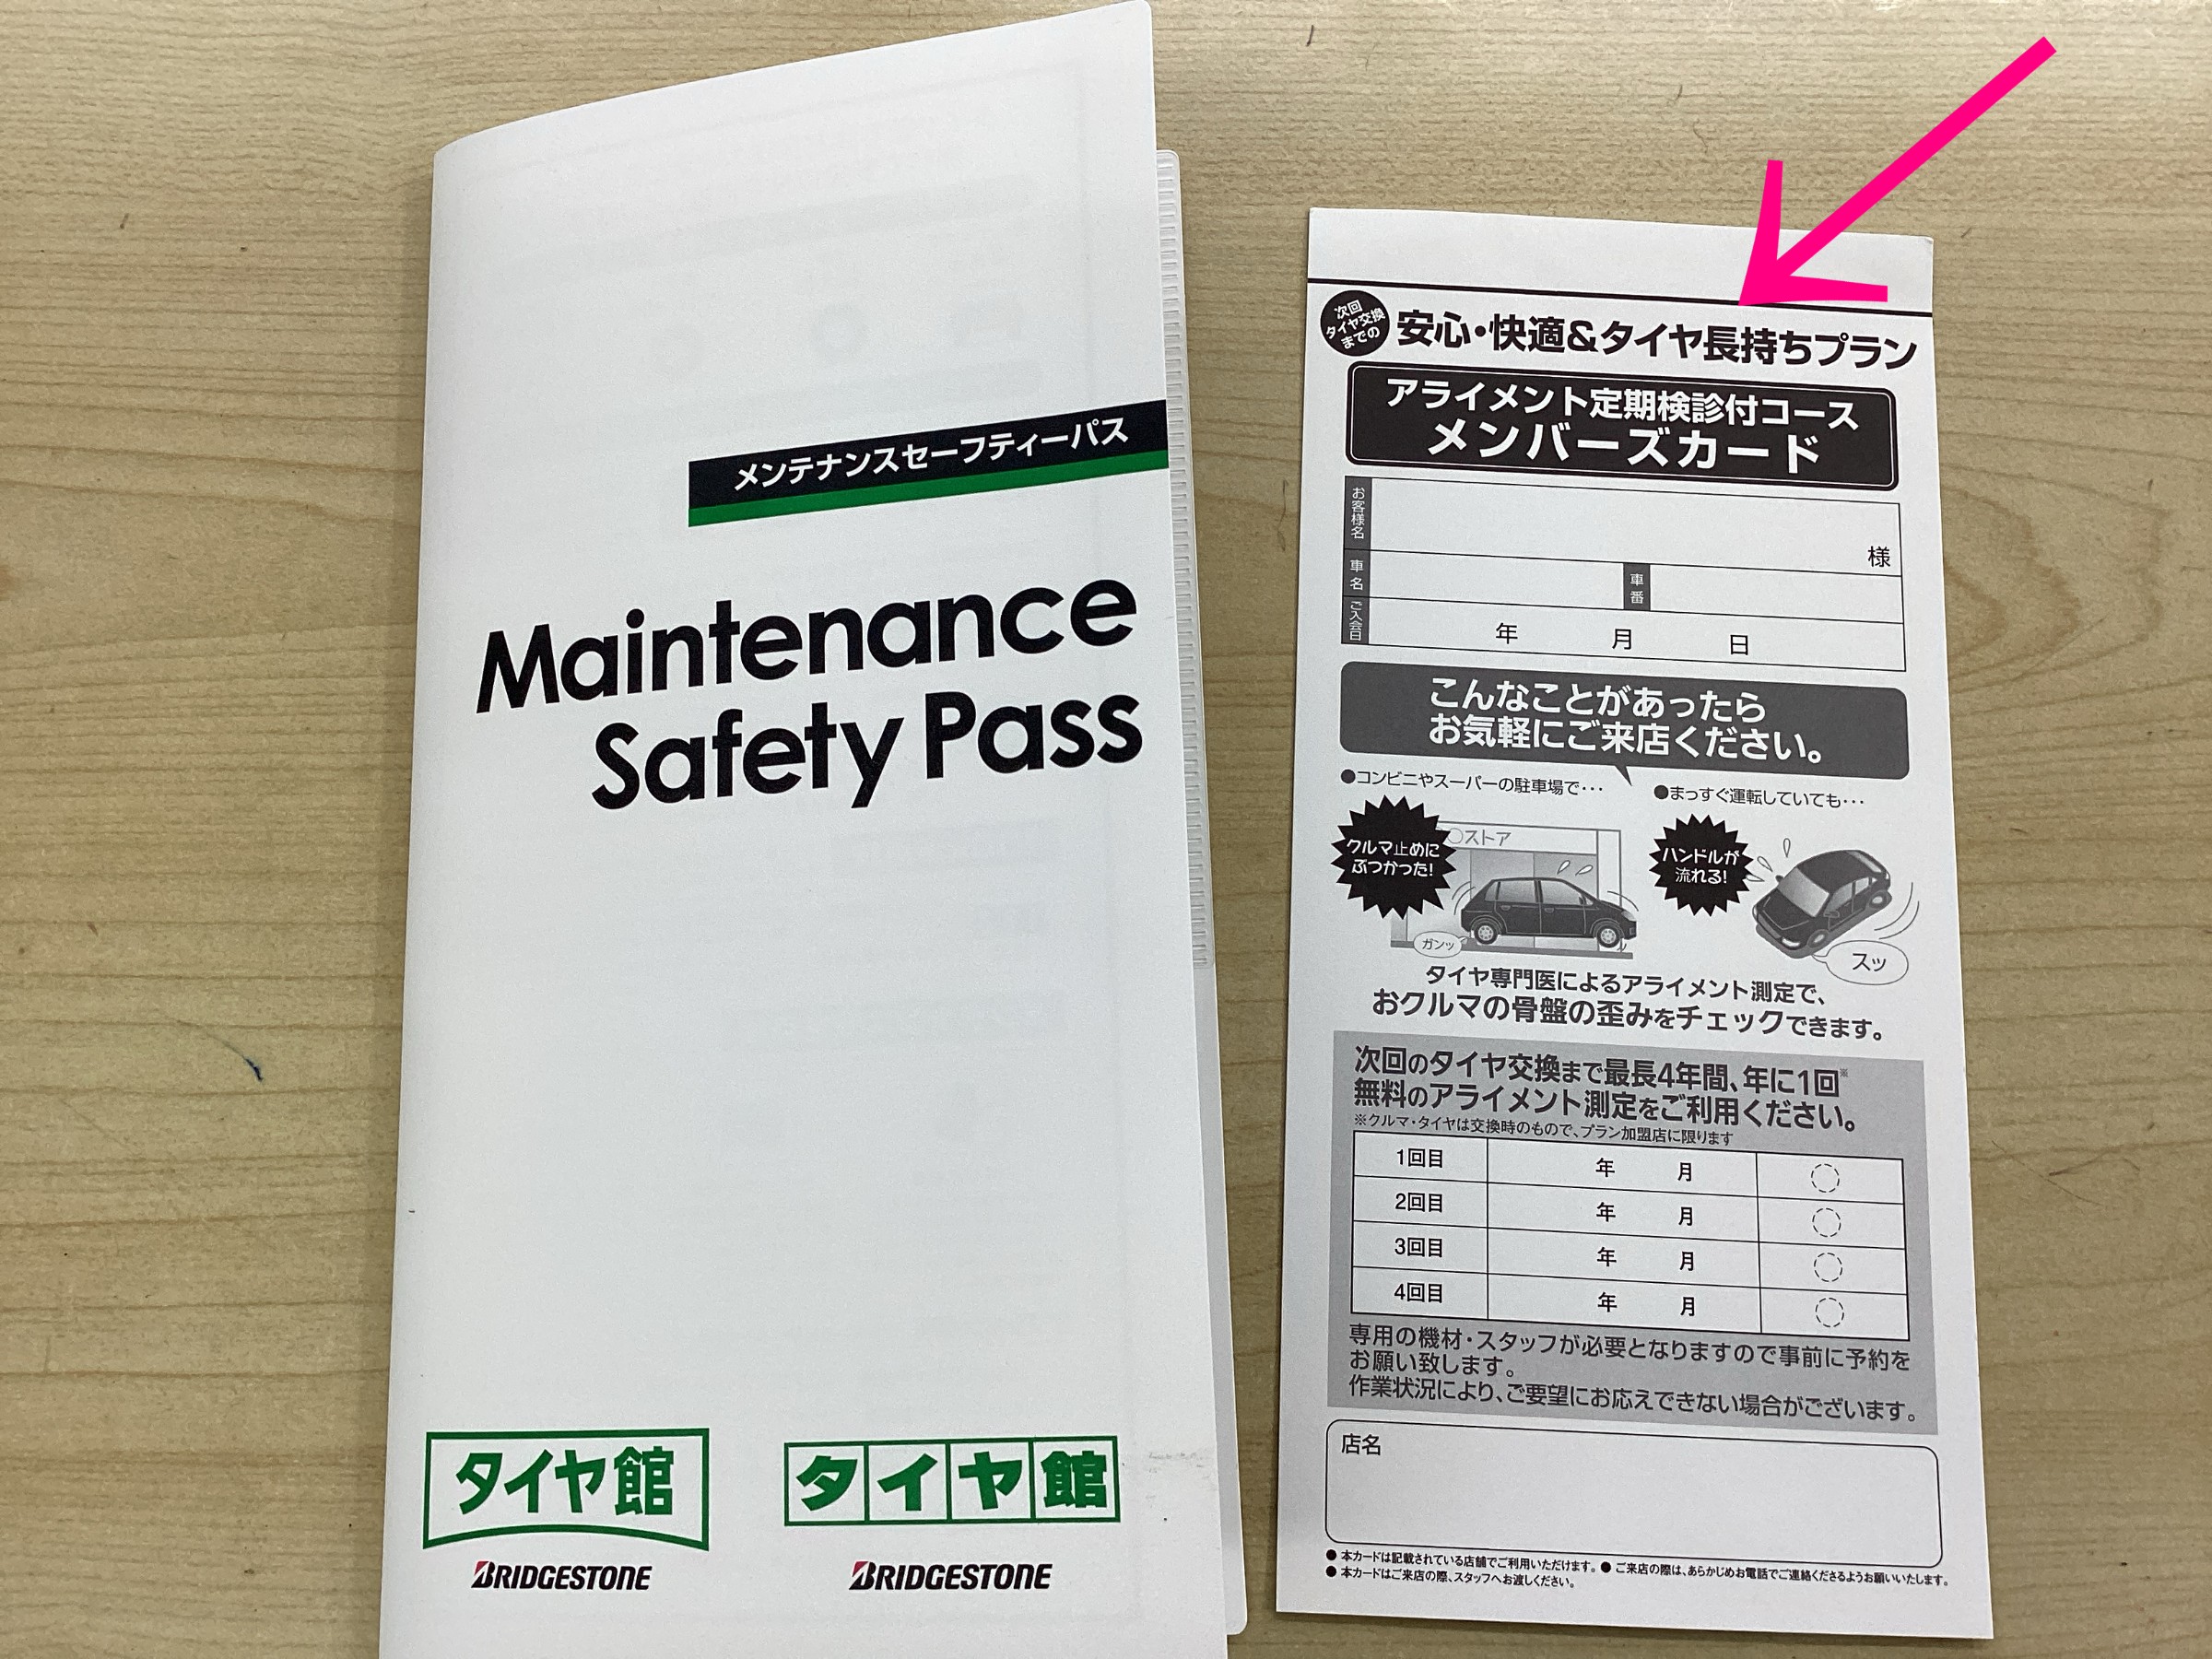 メンテナンスセーフティーパス
Maintenance
Safety Pass
タイヤ館
BRIDGESTONE
タイヤ館
BRIDGESTONE
次回
タイヤ交換
までの
安心・快適&タイヤ長持ちプラン
アライメント定期検診付コース
メンバーズカード
お客様名
様
車名
車番
ご入会日
年 月 日
こんなことがあったら
お気軽にご来店ください。
●コンビニやスーパーの駐車場で・・・
●まっすぐ運転していても・・・
クルマ止めに
ぶつかった!
○ストア
ガンッ
ハンドルが
流れる!
スッ
タイヤ専門医によるアライメント測定で、
おクルマの骨盤の歪みをチェックできます。
次回のタイヤ交換まで最長4年間、年に1回※
無料のアライメント測定をご利用ください。
※クルマ・タイヤは交換時のもので、プラン加盟店に限ります
1回目 年 月
2回目 年 月
3回目 年 月
4回目 年 月
専用の機材・スタッフが必要となりますので事前に予約を
お願い致します。
作業状況により、ご要望にお応えできない場合がございます。
店名
● 本カードは記載されている店舗でご利用いただけます。● ご来店の際は、あらかじめお電話でご連絡くださるようお願いいたします。
● 本カードはご来店の際、スタッフへお渡しください。